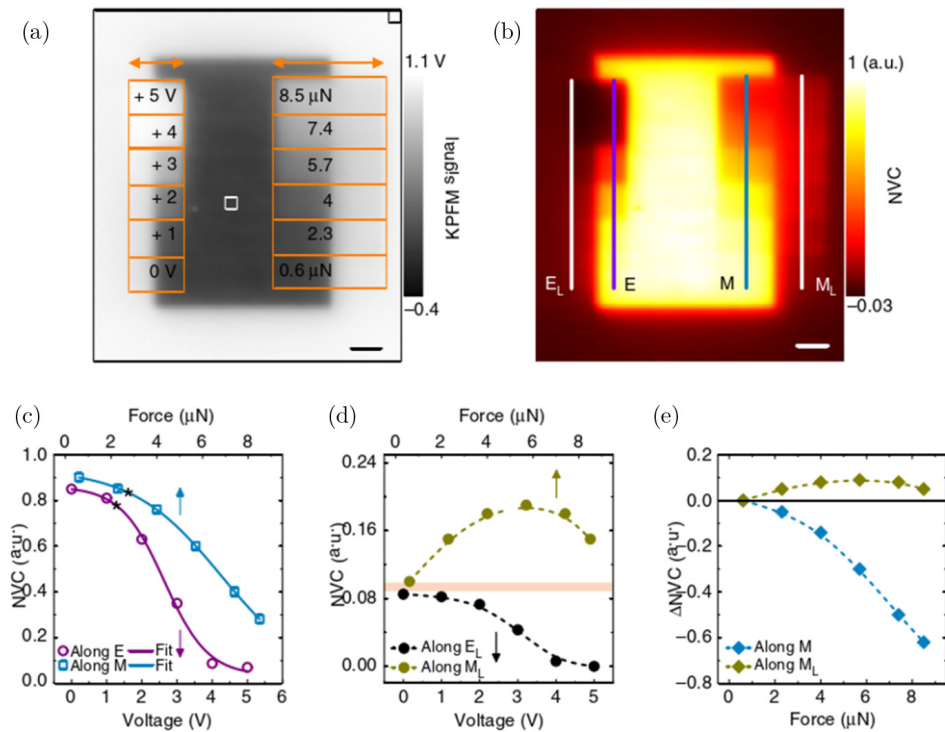 (a)
1.1 V
KPFM signal
−0.4
+ 5 V
+ 4
+ 3
+ 2
+ 1
0 V
8.5 μN
7.4
5.7
4
2.3
0.6 μN
(b)
1 (a.u.)
NVC
−0.03
E_L
E
M
M_L
(c)
Force (μN)
0 2 4 6 8
NVC (a·u·)
1.0
0.8
0.6
0.4
0.2
0.0
Along E Fit
Along M Fit
0 1 2 3 4 5 6
Voltage (V)
(d)
Force (μN)
0 2 4 6 8
NVC (a·u·)
0.24
0.16
0.08
0.00
Along E_L
Along M_L
0 1 2 3 4 5
Voltage (V)
(e)
ΔNVC (a·u·)
0.2
0.0
−0.2
−0.4
−0.6
−0.8
Along M
Along M_L
0 2 4 6 8
Force (μN)